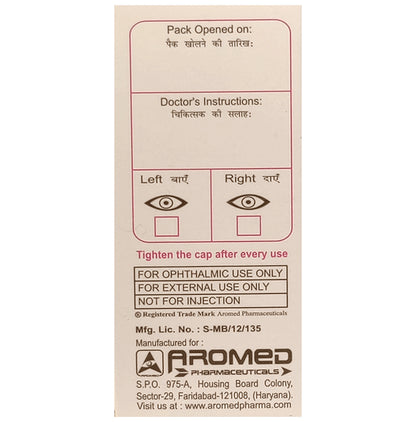 Pack Opened on:
पैक खोलने की तारिख:
Doctor's Instructions:
चिकित्सक की सलाह:
Left बाएँ Right दाएँ
Tighten the cap after every use
FOR OPHTHALMIC USE ONLY
FOR EXTERNAL USE ONLY
NOT FOR INJECTION
® Registered Trade Mark Aromed Pharmaceuticals
Mfg. Lic. No. : S-MB/12/135
Manufactured for :
AROMED
PHARMACEUTICALS
S.P.O. 975-A, Housing Board Colony,
Sector-29, Faridabad-121008, (Haryana).
Visit us at : www.aromedpharma.com